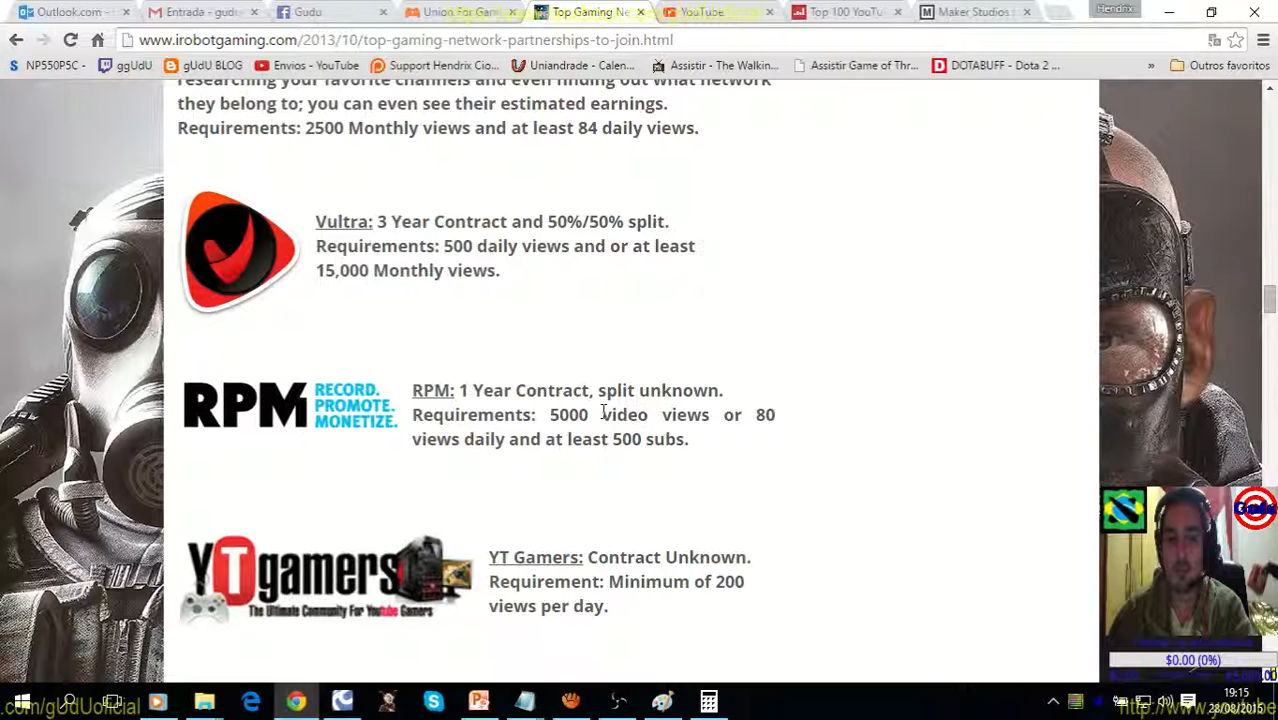 Outlook.com - Entrada - gudu Gudu Union For Gam Top Gaming Ne YouTube Top 100 YouTu Maker Studios Hendrix
www.irobotgaming.com/2013/10/top-gaming-network-partnerships-to-join.html
NP550P5C - ggUdU gUdU BLOG Envios - YouTube Support Hendrix Cio... Uniandrade - Calen... Assistir - The Walkin... Assistir Game of Thr... DOTABUFF - Dota 2 ... » Outros favoritos
researching your favorite channels and even finding out what network
they belong to; you can even see their estimated earnings.
Requirements: 2500 Monthly views and at least 84 daily views.
Vultra: 3 Year Contract and 50%/50% split.
Requirements: 500 daily views and or at least
15,000 Monthly views.
RPM RECORD.
PROMOTE.
MONETIZE.
RPM: 1 Year Contract, split unknown.
Requirements: 5000 video views or 80
views daily and at least 500 subs.
YTgamers
The Ultimate Community For Youtube Gamers
YT Gamers: Contract Unknown.
Requirement: Minimum of 200
views per day.
Gudu
$0.00 (0%)
19:15
28/08/2015
.com/gUdUoficial
http://www.youtube